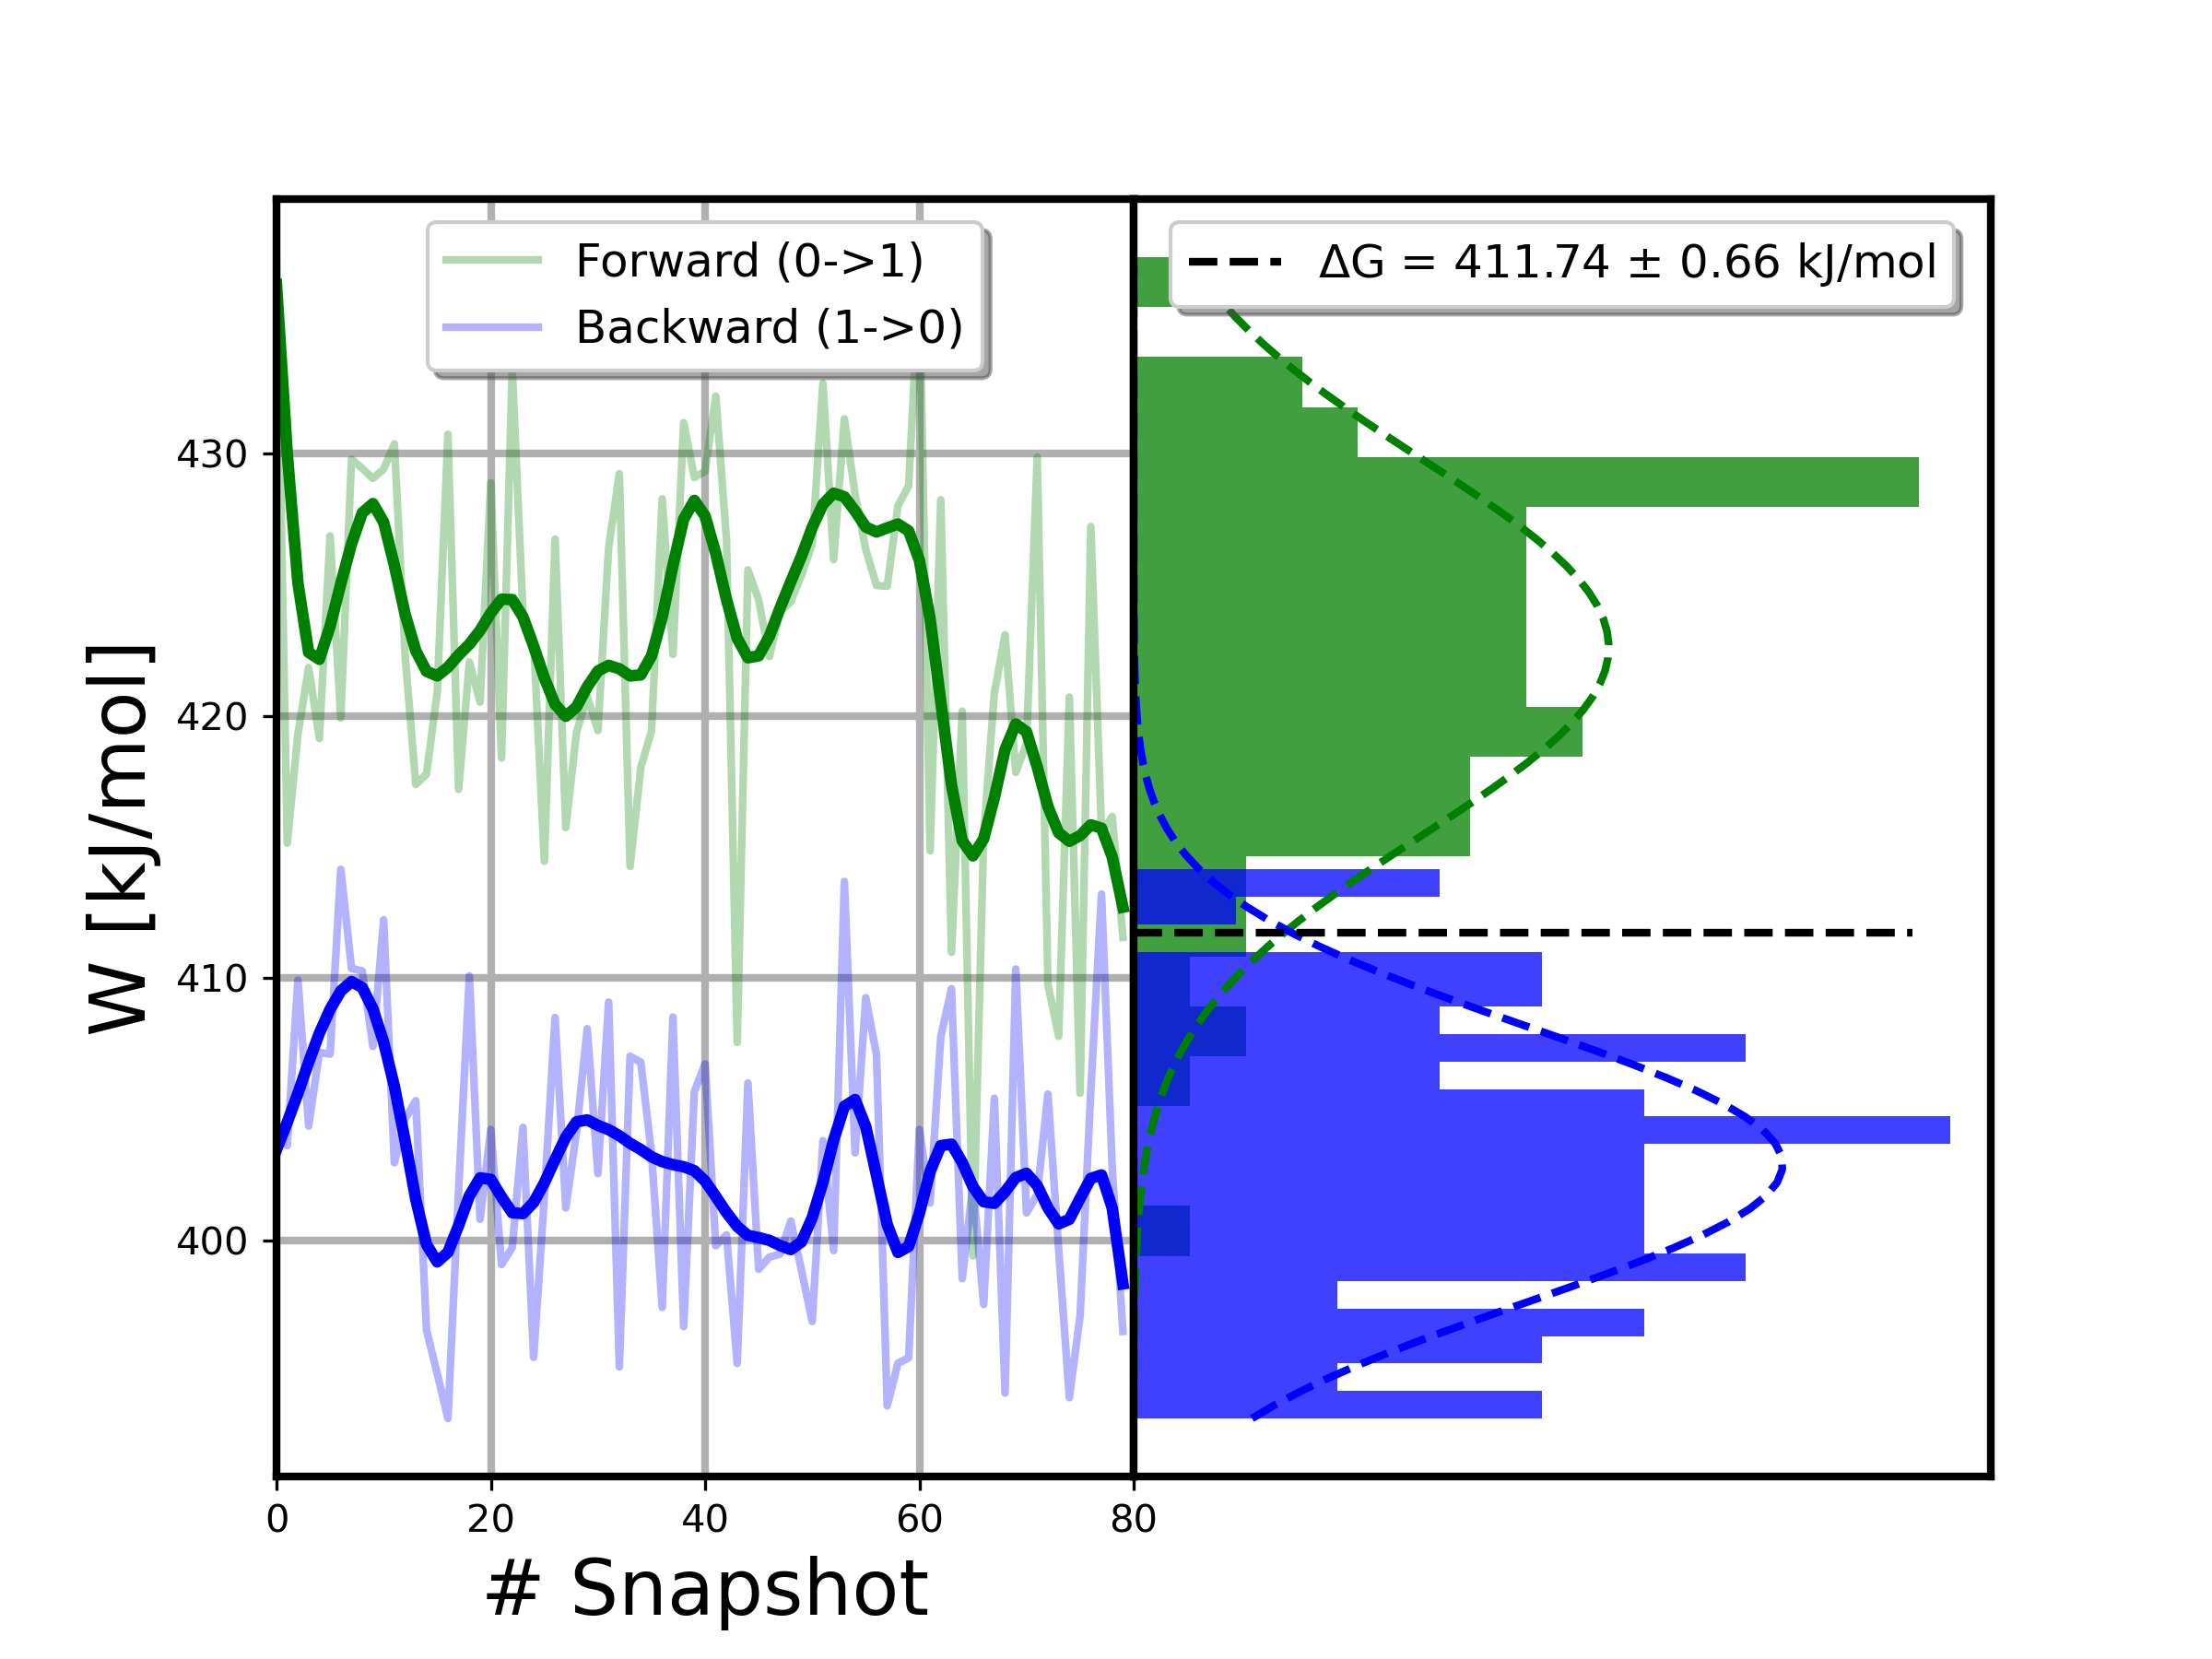 Forward (0->1)
Backward (1->0)
ΔG = 411.74 ± 0.66 kJ/mol
W [kJ/mol]
430
420
410
400
0 20 40 60 80
# Snapshot